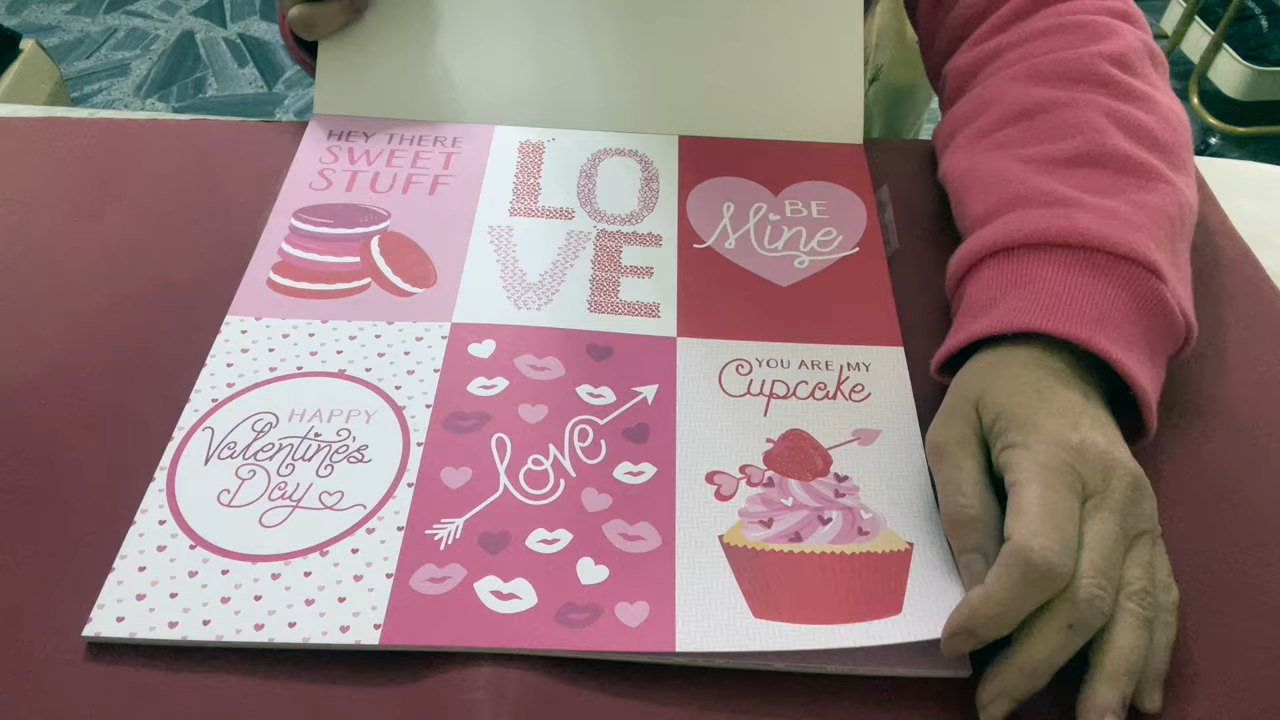 HEY THERE
SWEET
STUFF
LO
VE
BE
Mine
HAPPY
Valentine's
Day
love
YOU ARE MY
Cupcake